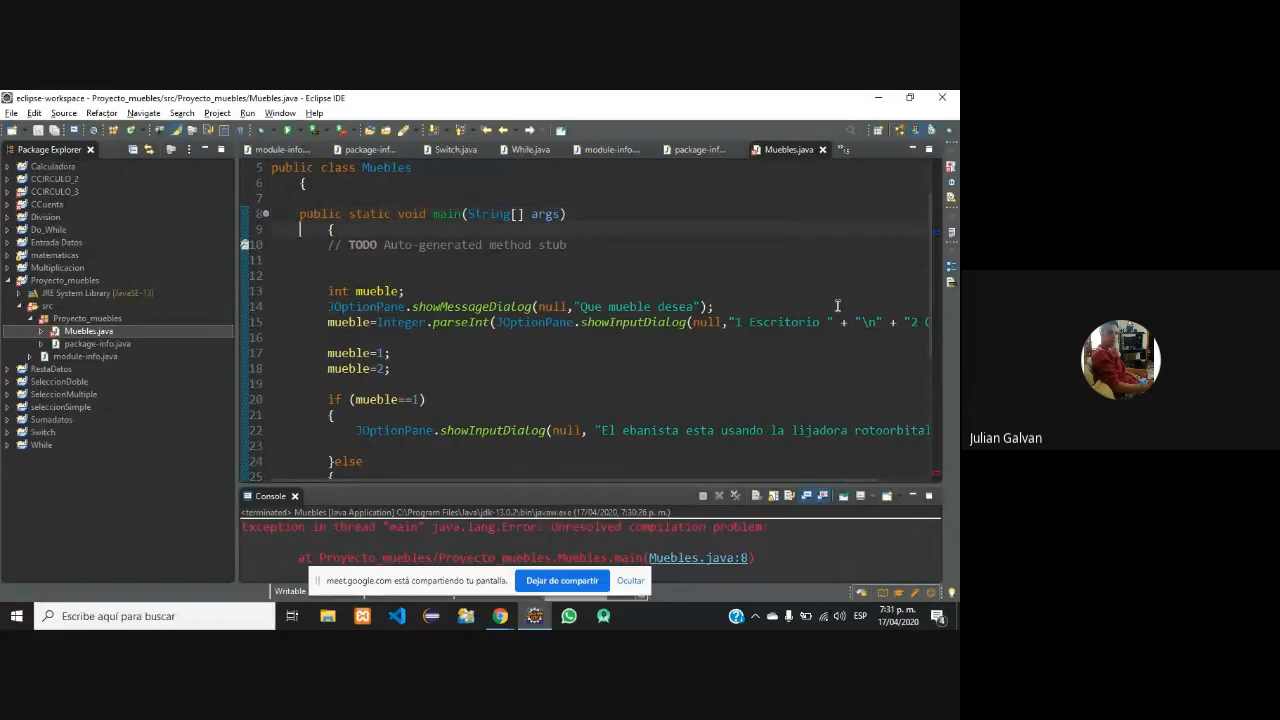 eclipse-workspace - Proyecto_muebles/src/Proyecto_muebles/Muebles.java - Eclipse IDE
File Edit Source Refactor Navigate Search Project Run Window Help
Package Explorer
module-info....
package-inf...
Switch.java
While.java
module-info....
package-inf...
Muebles.java
Calculadora
CCIRCULO_2
CCIRCULO_3
CCuenta
Division
Do_While
Entrada Datos
matematicas
Multiplicacion
Proyecto_muebles
JRE System Library [JavaSE-13]
src
Proyecto_muebles
Muebles.java
package-info.java
module-info.java
RestaDatos
SeleccionDoble
SeleccionMultiple
seleccionSimple
Sumadatos
Switch
While
5 public class Muebles
6 {
7
8 public static void main(String[] args)
9 {
10 // TODO Auto-generated method stub
11
12
13 int mueble;
14 JOptionPane.showMessageDialog(null,"Que mueble desea");
15 mueble=Integer.parseInt(JOptionPane.showInputDialog(null,"1 Escritorio " + "\n" + "2
16
17 mueble=1;
18 mueble=2;
19
20 if (mueble==1)
21 {
22 JOptionPane.showInputDialog(null, "El ebanista esta usando la lijadora rotoorbital
23
24 }else
25 {
Console
<terminated> Muebles [Java Application] C:\Program Files\Java\jdk-13.0.2\bin\javaw.exe (17/04/2020, 7:30:26 p. m.)
Exception in thread "main" java.lang.Error: Unresolved compilation problem:
at Proyecto_muebles/Proyecto_muebles.Muebles.main(Muebles.java:8)
meet.google.com está compartiendo tu pantalla.
Dejar de compartir
Ocultar
Writable
Escribe aquí para buscar
ESP
7:31 p. m.
17/04/2020
4
Julian Galvan